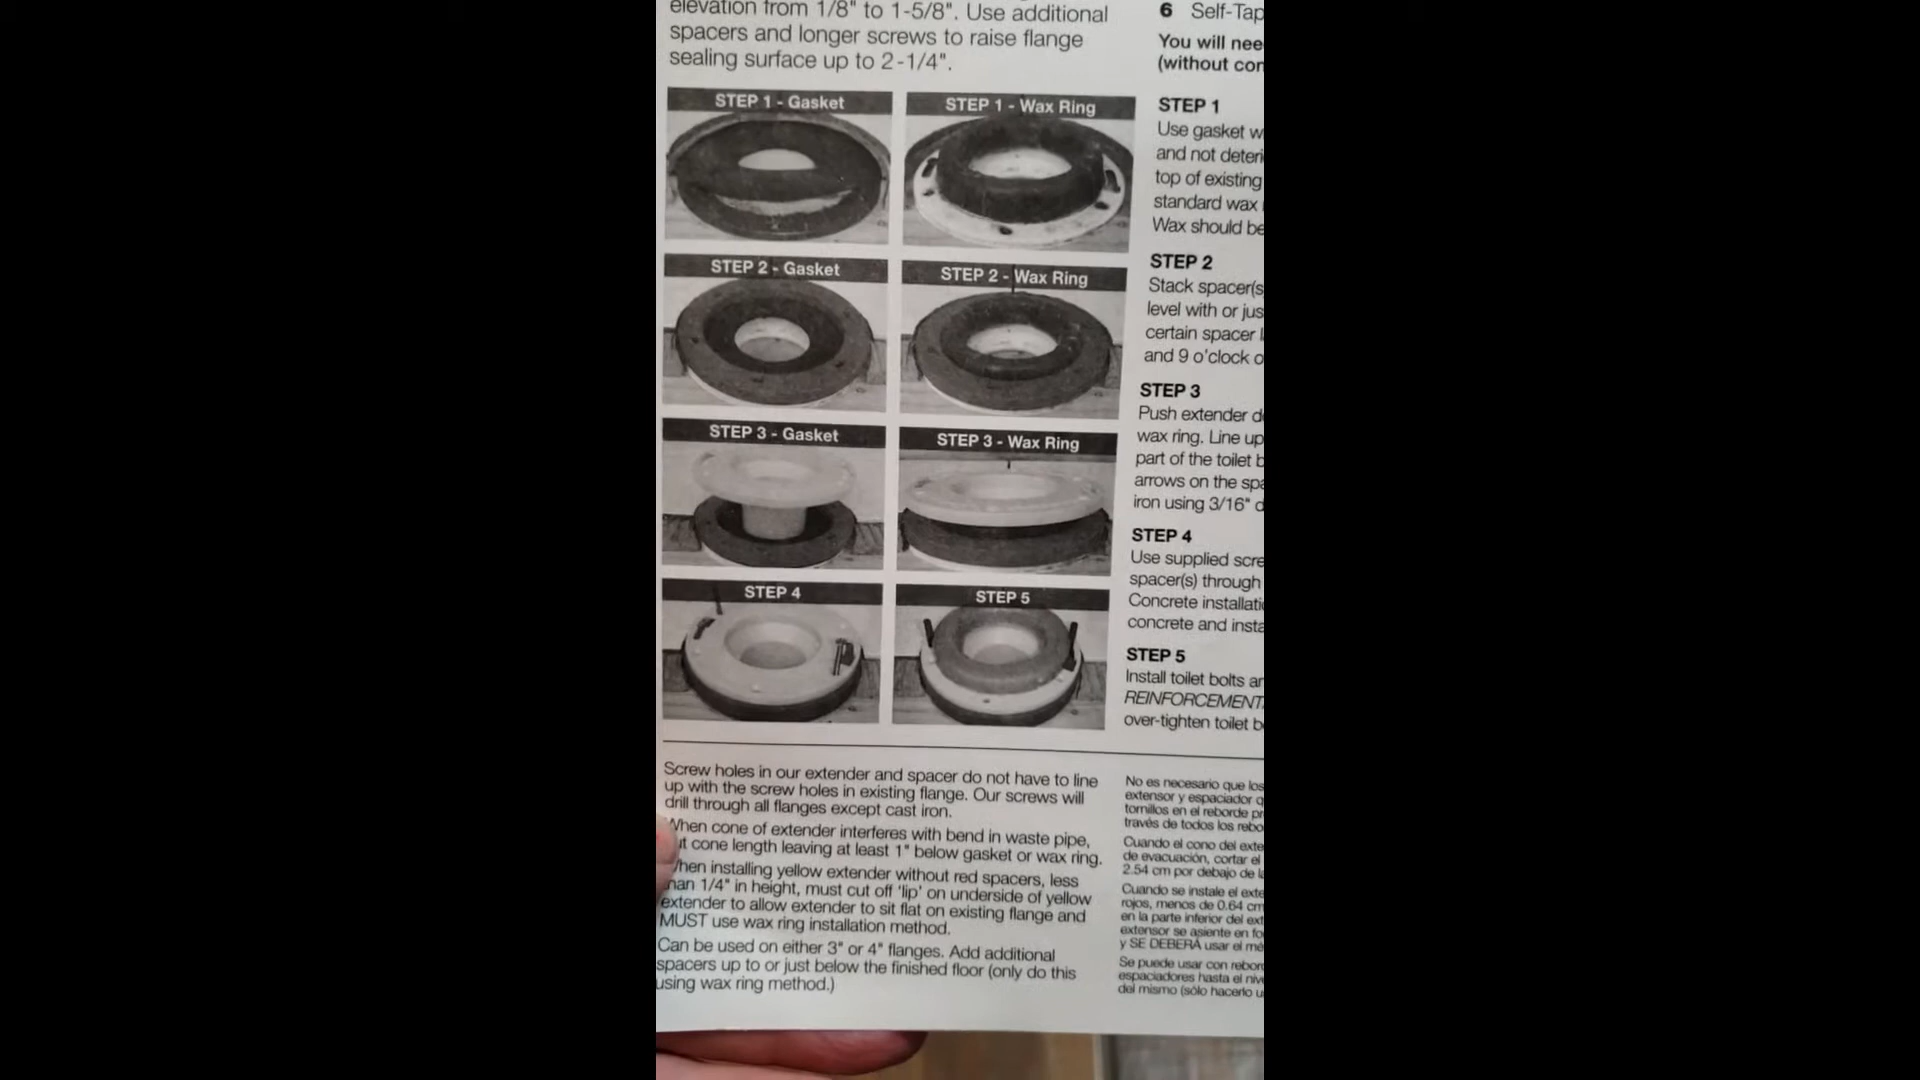 elevation from 1/8" to 1-5/8". Use additional
spacers and longer screws to raise flange
sealing surface up to 2-1/4".
STEP 1 - Gasket
STEP 1 - Wax Ring
STEP 2 - Gasket
STEP 2 - Wax Ring
STEP 3 - Gasket
STEP 3 - Wax Ring
STEP 4
STEP 5
Screw holes in our extender and spacer do not have to line
up with the screw holes in existing flange. Our screws will
drill through all flanges except cast iron.
When cone of extender interferes with bend in waste pipe,
cone length leaving at least 1" below gasket or wax ring.
When installing yellow extender without red spacers, less
than 1/4" in height, must cut off 'lip' on underside of yellow
extender to allow extender to sit flat on existing flange and
MUST use wax ring installation method.
Can be used on either 3" or 4" flanges. Add additional
spacers up to or just below the finished floor (only do this
using wax ring method.)
6 Self-Tap
You will nee
(without con
STEP 1
Use gasket w
and not deteri
top of existing
standard wax
Wax should be
STEP 2
Stack spacer(s
level with or jus
certain spacer
and 9 o'clock o
STEP 3
Push extender d
wax ring. Line up
part of the toilet b
arrows on the spa
iron using 3/16" d
STEP 4
Use supplied scre
spacer(s) through
Concrete installati
concrete and insta
STEP 5
Install toilet bolts an
REINFORCEMENT
over-tighten toilet b
No es necesario que los
extensor y espaciador q
tornillos en el reborde pr
través de todos los rebo
Cuando el cono del exte
de evacuación, cortar el
2.54 cm por debajo de la
Cuando se instale el exte
rojos, menos de 0.64 cm
en la parte inferior del ext
extensor se asiente en fo
y SE DEBERÁ usar el mé
Se puede usar con rebor
espaciadores hasta el niv
del mismo (sólo hacerlo u